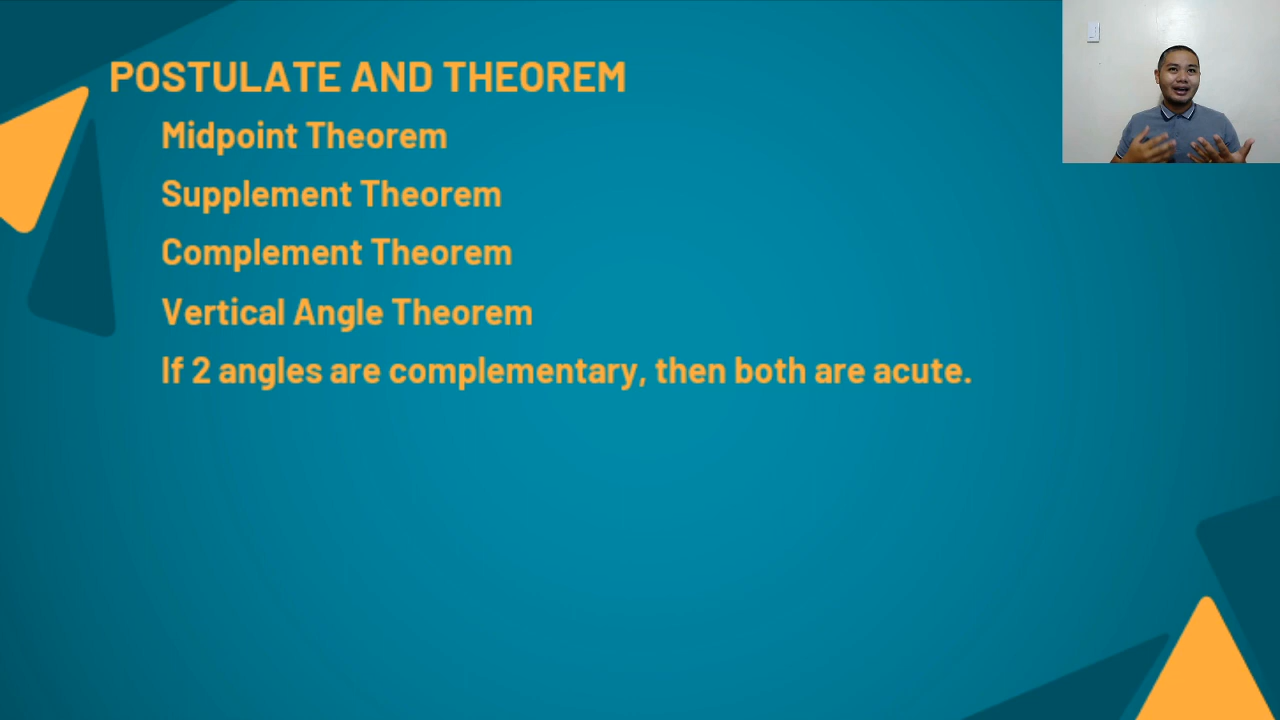 POSTULATE AND THEOREM
Midpoint Theorem
Supplement Theorem
Complement Theorem
Vertical Angle Theorem
If 2 angles are complementary, then both are acute.